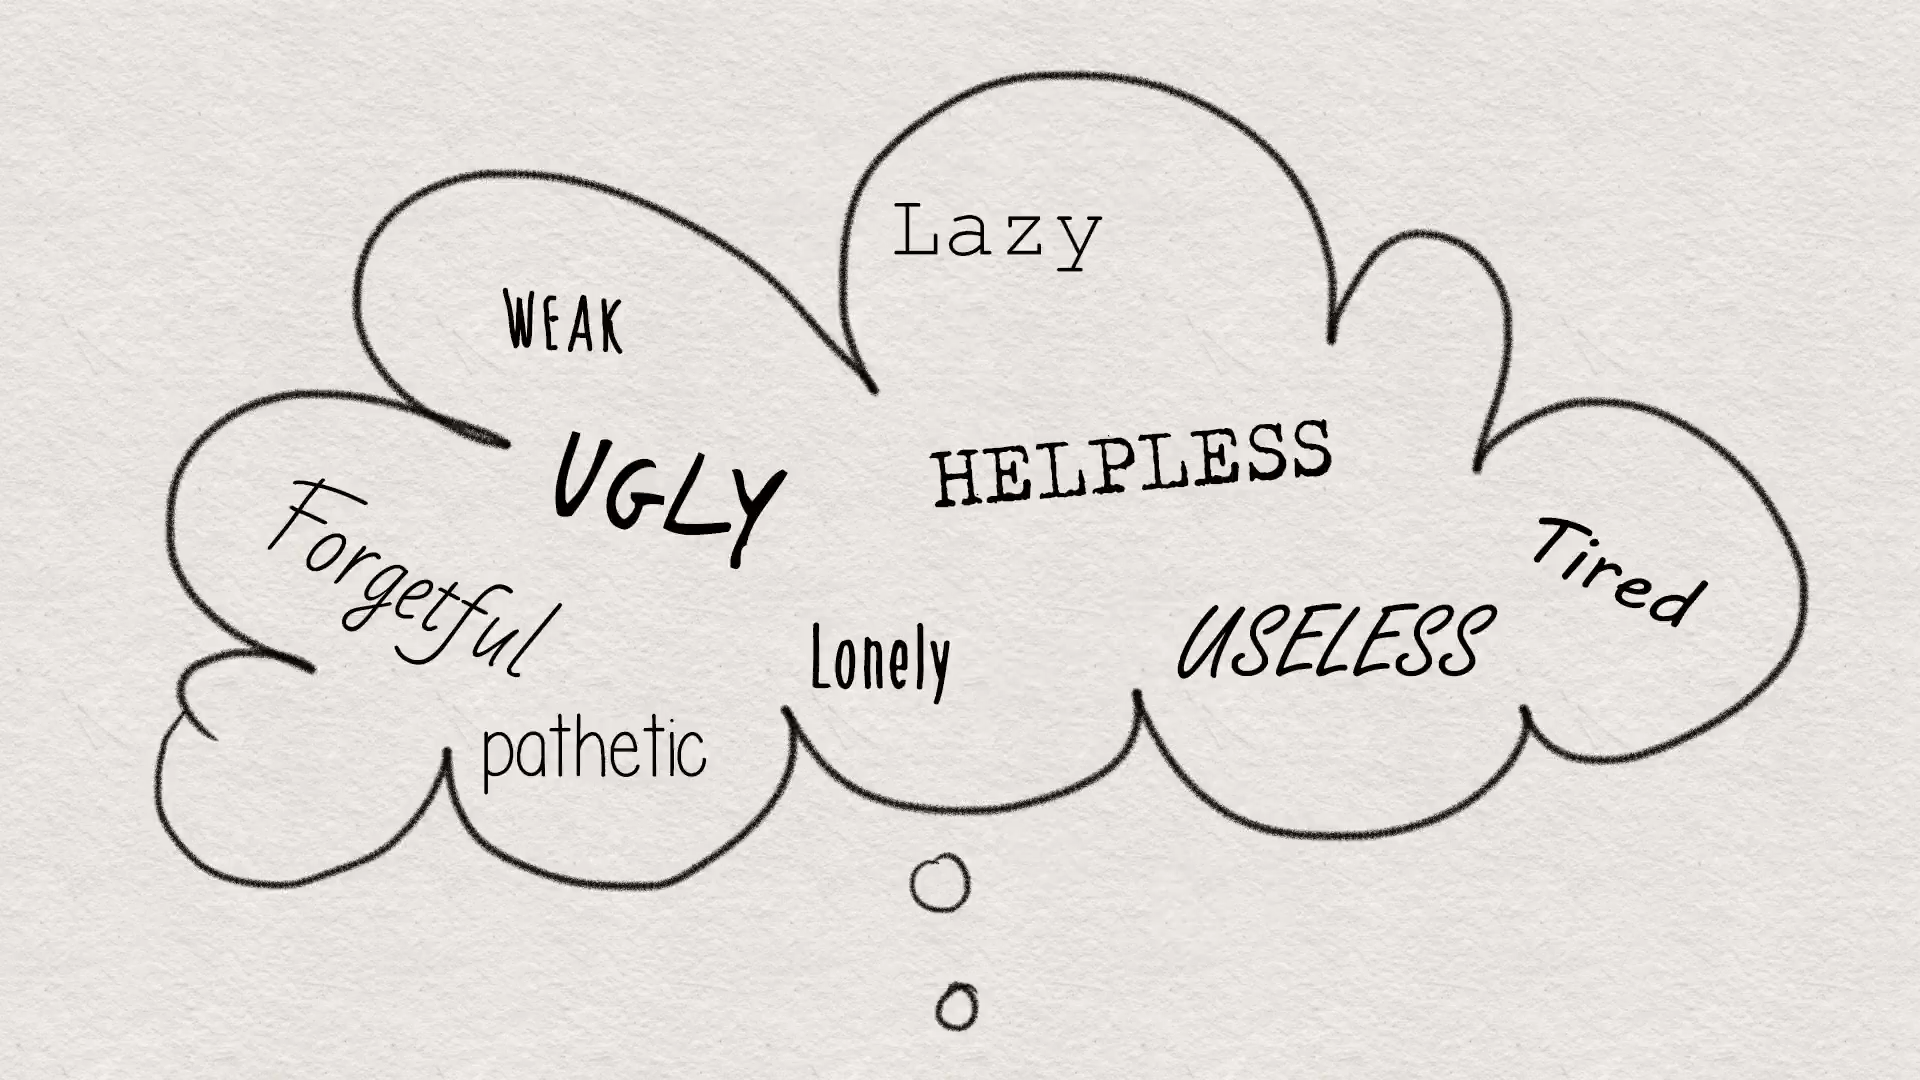 Lazy
WEAK
UGLY
HELPLESS
Forgetful
Tired
Lonely
USELESS
pathetic